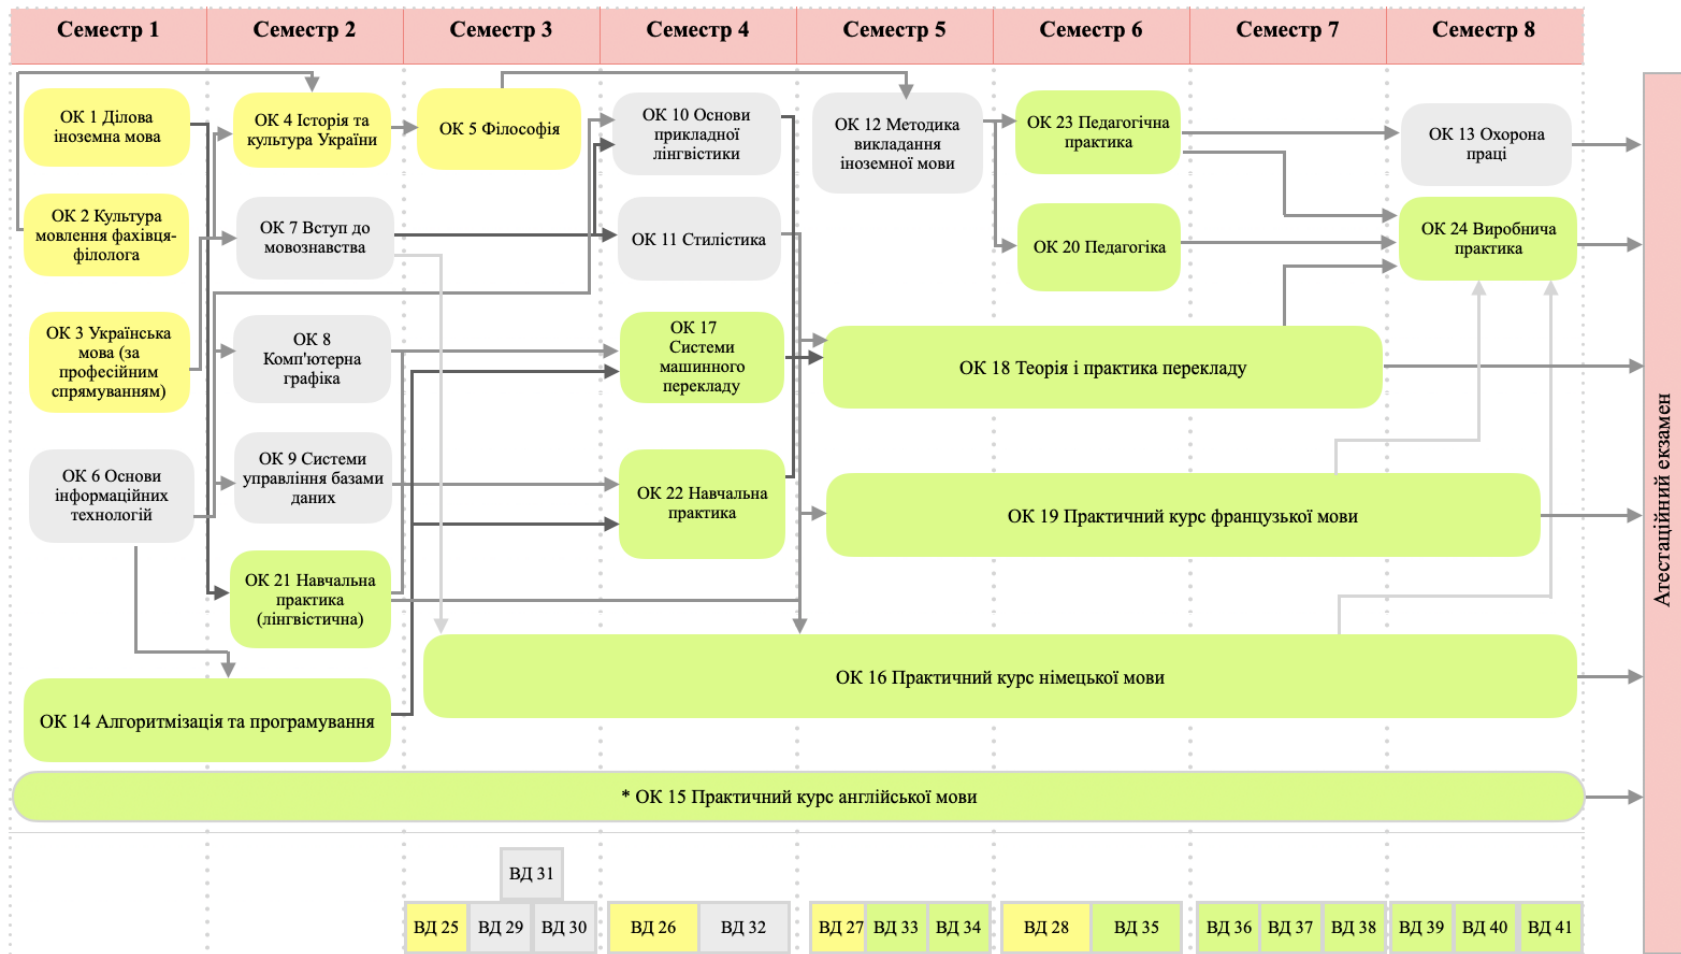 Семестр 1
Семестр 2
Семестр 3
Семестр 4
Семестр 5
Семестр 6
Семестр 7
Семестр 8
ОК 1 Ділова
іноземна мова
ОК 4 Історія та
культура України
ОК 5 Філософія
ОК 10 Основи
прикладної
лінгвістики
ОК 12 Методика
викладання
іноземної мови
ОК 23 Педагогічна
практика
ОК 13 Охорона
праці
ОК 2 Культура
мовлення фахівця-
філолога
ОК 7 Вступ до
мовознавства
ОК 11 Стилістика
ОК 20 Педагогіка
ОК 24 Виробнича
практика
ОК 3 Українська
мова (за
професійним
спрямуванням)
ОК 8
Комп'ютерна
графіка
ОК 17
Системи
машинного
перекладу
ОК 18 Теорія і практика перекладу
ОК 6 Основи
інформаційних
технологій
ОК 9 Системи
управління базами
даних
ОК 22 Навчальна
практика
ОК 19 Практичний курс французької мови
ОК 21 Навчальна
практика
(лінгвістична)
ОК 16 Практичний курс німецької мови
ОК 14 Алгоритмізація та програмування
* ОК 15 Практичний курс англійської мови
Атестаційний екзамен
ВД 31
ВД 25
ВД 29
ВД 30
ВД 26
ВД 32
ВД 27
ВД 33
ВД 34
ВД 28
ВД 35
ВД 36
ВД 37
ВД 38
ВД 39
ВД 40
ВД 41